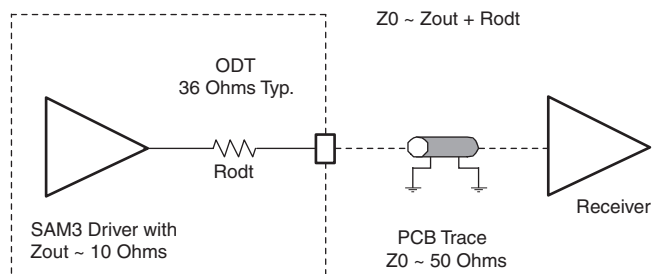 Z0 ~ Zout + Rodt
ODT
36 Ohms Typ.
Rodt
SAM3 Driver with
Zout ~ 10 Ohms
PCB Trace
Z0 ~ 50 Ohms
Receiver